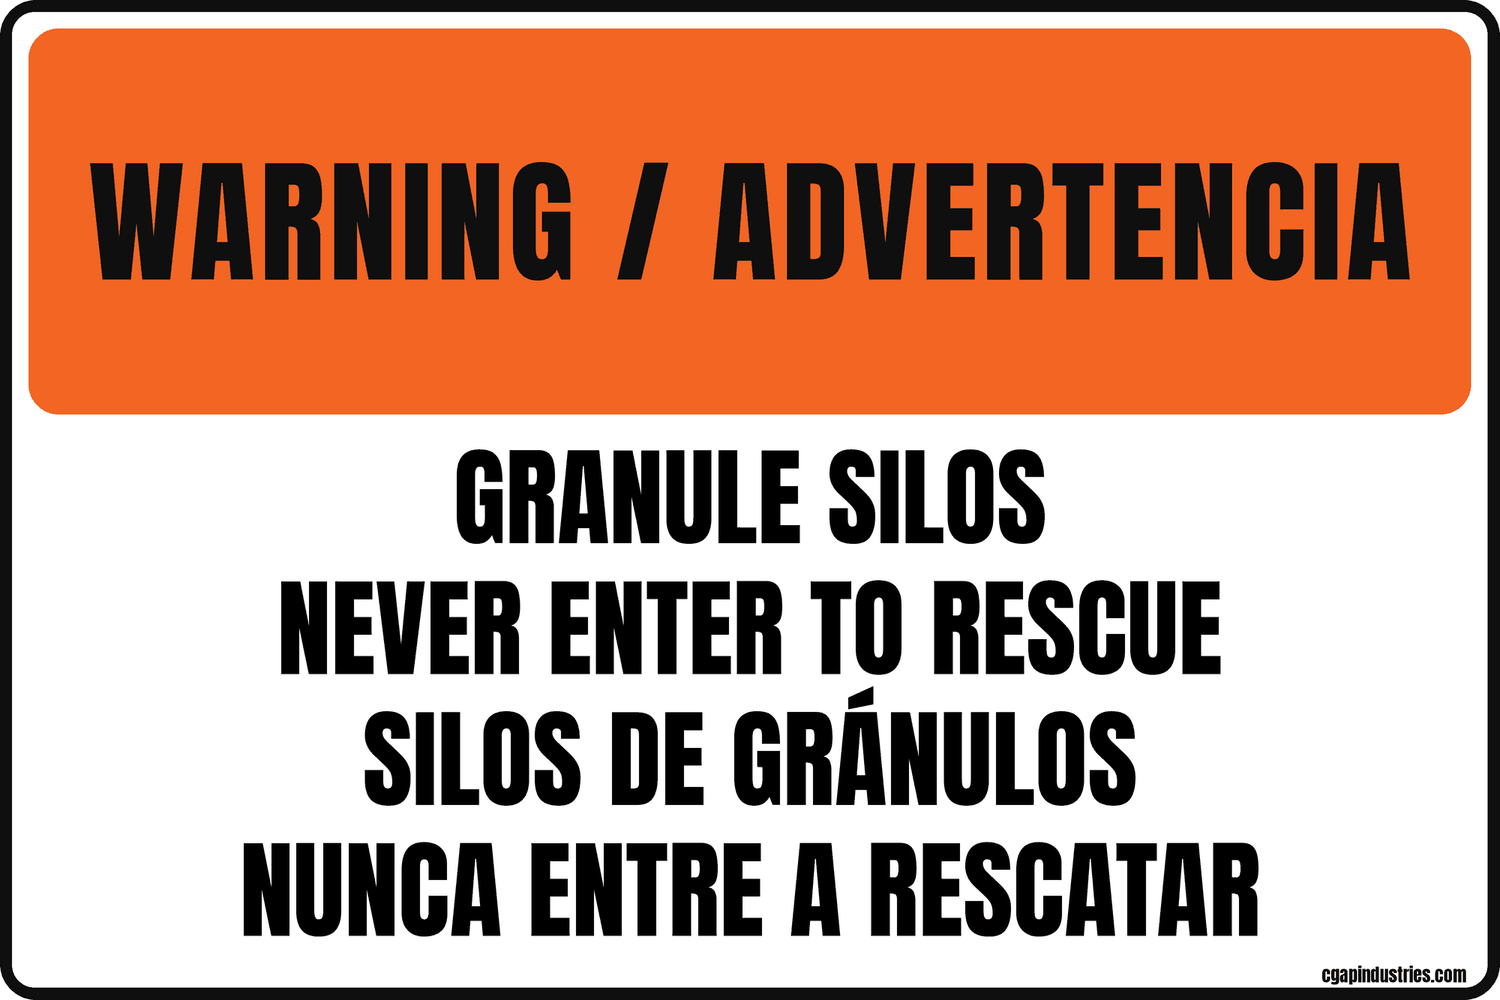 WARNING / ADVERTENCIA
GRANULE SILOS
NEVER ENTER TO RESCUE
SILOS DE GRÁNULOS
NUNCA ENTRE A RESCATAR
cgapindustries.com